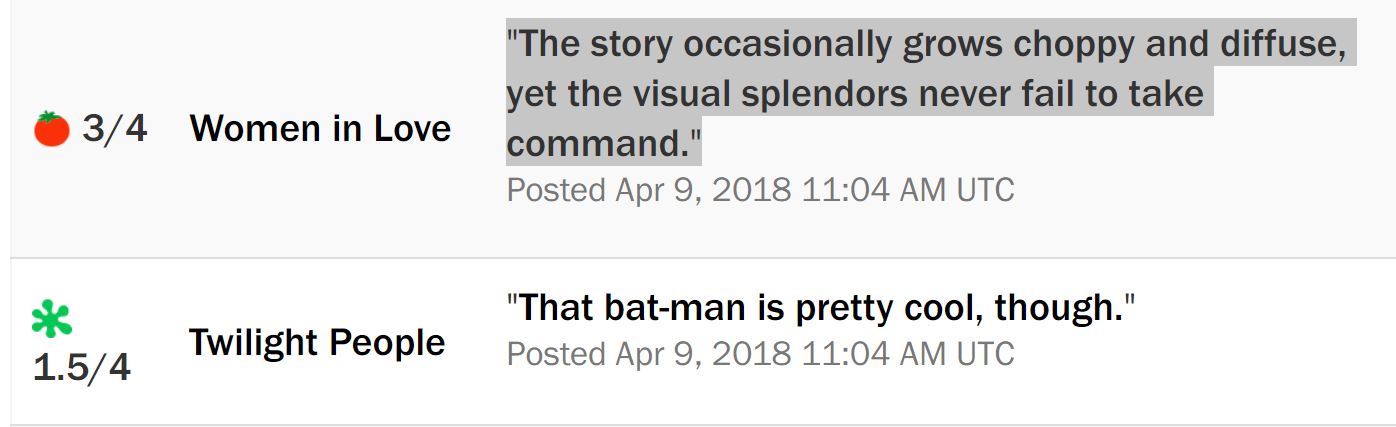 "The story occasionally grows choppy and diffuse,
yet the visual splendors never fail to take
3/4 Women in Love
command."
Posted Apr 9, 2018 11:04 AM UTC
"That bat-man is pretty cool, though."
Twilight People
Posted Apr 9, 2018 11:04 AM UTC
1.5/4